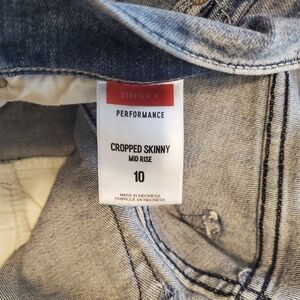 STRETCH +
PERFORMANCE
CROPPED SKINNY
MID RISE
10
MADE IN INDONESIA
FABRIQUÉ EN INDONÉSIE